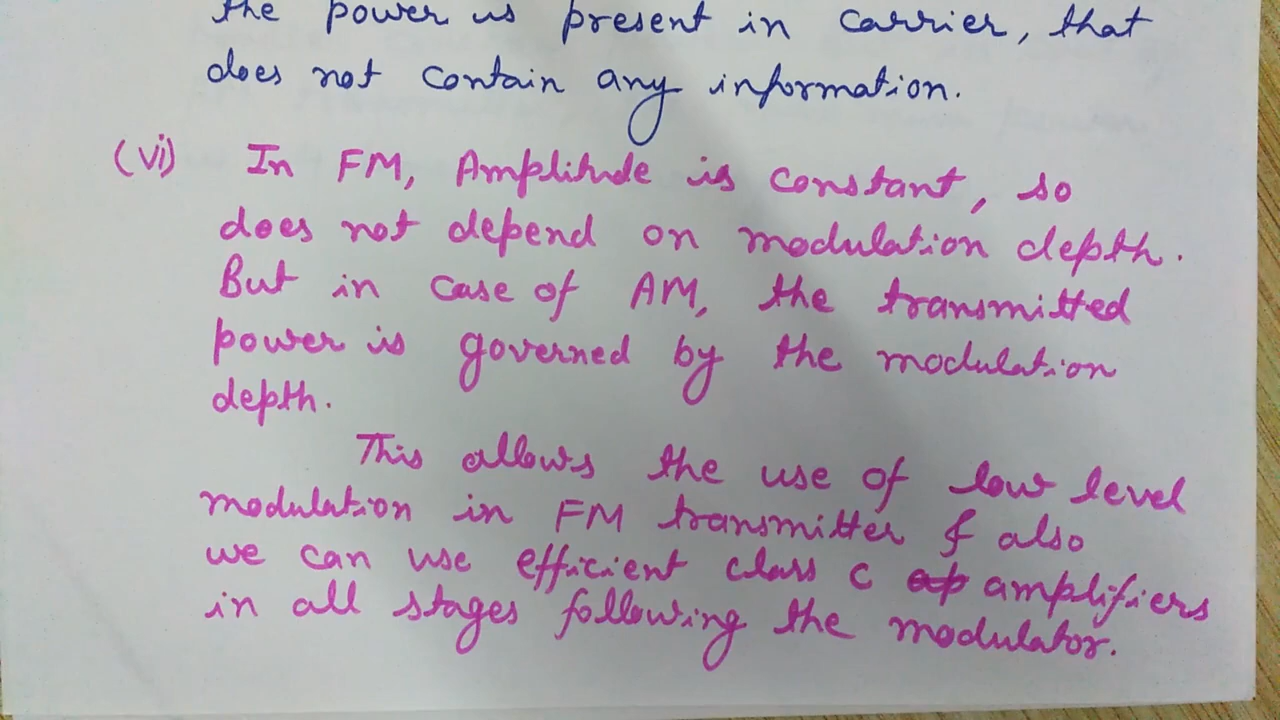 the power is present in carrier, that
does not contain any information.
(vi) In FM, Amplitude is constant, so
does not depend on modulation depth.
But in case of AM, the transmitted
power is governed by the modulation
depth.
This allows the use of low level
modulation in FM transmitter & also
we can use efficient class C amplifiers
in all stages following the modulator.